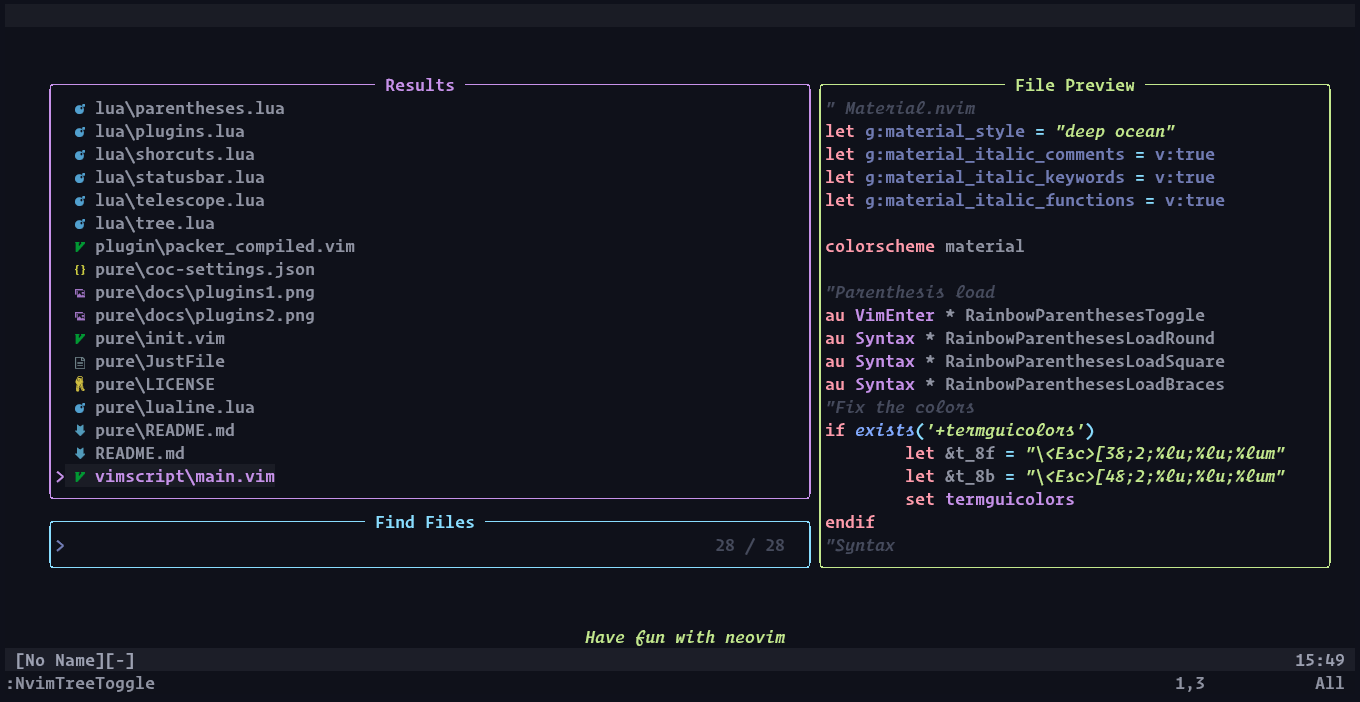 Results
lua\parentheses.lua
lua\plugins.lua
lua\shorcuts.lua
lua\statusbar.lua
lua\telescope.lua
lua\tree.lua
plugin\packer_compiled.vim
pure\coc-settings.json
pure\docs\plugins1.png
pure\docs\plugins2.png
pure\init.vim
pure\JustFile
pure\LICENSE
pure\lualine.lua
pure\README.md
README.md
> vimscript\main.vim
Find Files
> 28 / 28
File Preview
" Material.nvim
let g:material_style = "deep ocean"
let g:material_italic_comments = v:true
let g:material_italic_keywords = v:true
let g:material_italic_functions = v:true
colorscheme material
"Parenthesis load
au VimEnter * RainbowParenthesesToggle
au Syntax * RainbowParenthesesLoadRound
au Syntax * RainbowParenthesesLoadSquare
au Syntax * RainbowParenthesesLoadBraces
"Fix the colors
if exists('+termguicolors')
let &t_8f = "\<Esc>[38;2;%lu;%lu;%lum"
let &t_8b = "\<Esc>[48;2;%lu;%lu;%lum"
set termguicolors
endif
"Syntax
Have fun with neovim
[No Name][-] 15:49
:NvimTreeToggle 1,3 All